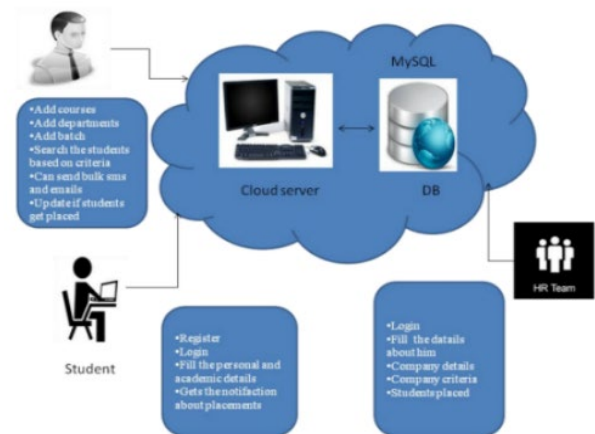 MySQL
Cloud server
DB
•Add courses
•Add departments
•Add batch
•Search the students
based on criteria
•Can send bulk sms
and emails
•Update if students
get placed
HR Team
Student
•Register
•Login
•Fill the personal and
academic details
•Gets the notifaction
about placements
•Login
•Fill the datails
about him
•Company details
•Company criteria
•Students placed